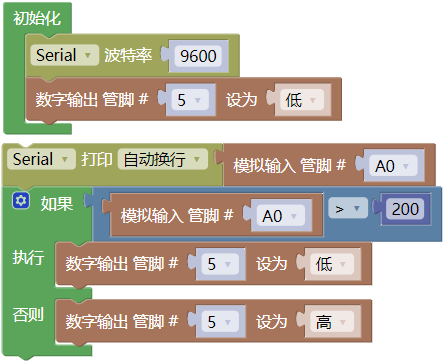 初始化
Serial 波特率 9600
数字输出 管脚 # 5 设为 低
Serial 打印 自动换行 模拟输入 管脚 # A0
如果 模拟输入 管脚 # A0 > 200
执行 数字输出 管脚 # 5 设为 低
否则 数字输出 管脚 # 5 设为 高